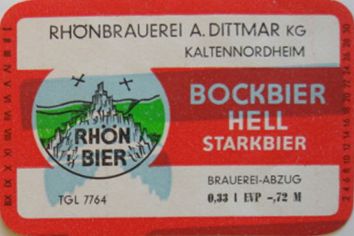 RHÖNBRAUEREI A. DITTMAR KG
KALTENNORDHEIM
BOCKBIER
HELL
STARKBIER
RHÖN
BIER
BRAUEREI-ABZUG
TGL 7764
0,33 l EVP -,72 M